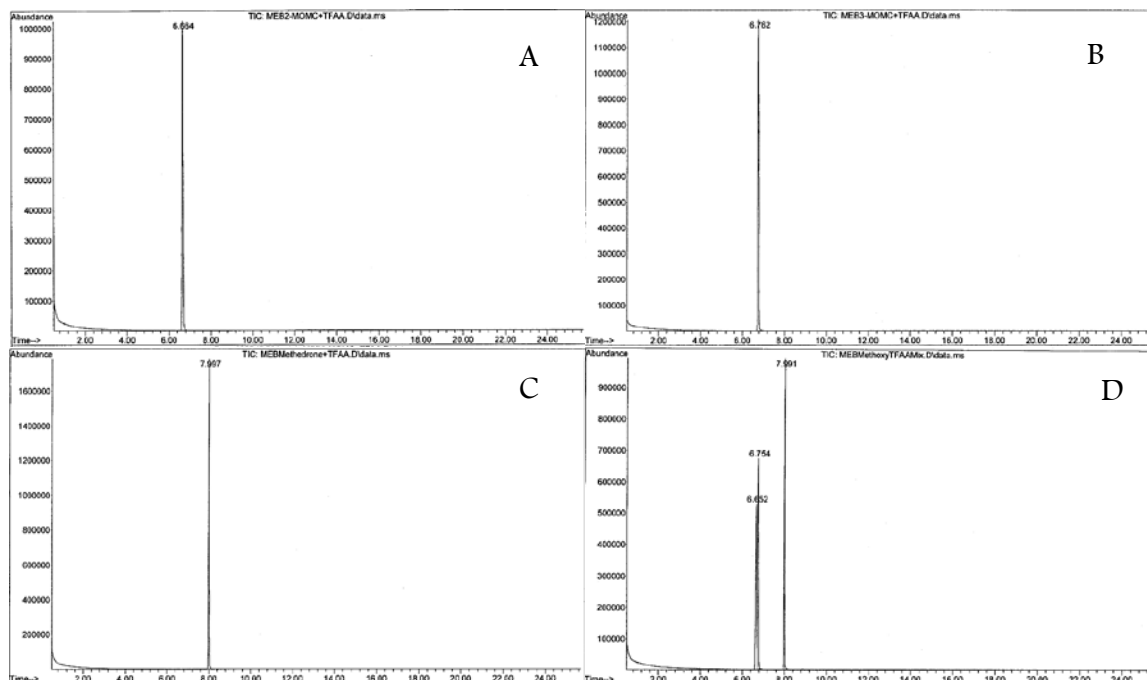 Abundance
TIC: MEB2-MOMC+TFAA.D\data.ms
6.664
A
1000000
900000
800000
700000
600000
500000
400000
300000
200000
100000
2.00 4.00 6.00 8.00 10.00 12.00 14.00 16.00 18.00 20.00 22.00 24.00
Time-->
Abundance
TIC: MEB3-MOMC+TFAA.D\data.ms
6.762
B
1200000
1100000
1000000
900000
800000
700000
600000
500000
400000
300000
200000
100000
2.00 4.00 6.00 8.00 10.00 12.00 14.00 16.00 18.00 20.00 22.00 24.00
Time-->
Abundance
TIC: MEBMethedrone+TFAA.D\data.ms
7.997
C
1600000
1400000
1200000
1000000
800000
600000
400000
200000
2.00 4.00 6.00 8.00 10.00 12.00 14.00 16.00 18.00 20.00 22.00 24.00
Time-->
Abundance
TIC: MEBMethoxyTFAAMix.D\data.ms
7.991
D
6.754
6.652
900000
800000
700000
600000
500000
400000
300000
200000
100000
2.00 4.00 6.00 8.00 10.00 12.00 14.00 16.00 18.00 20.00 22.00 24.00
Time-->